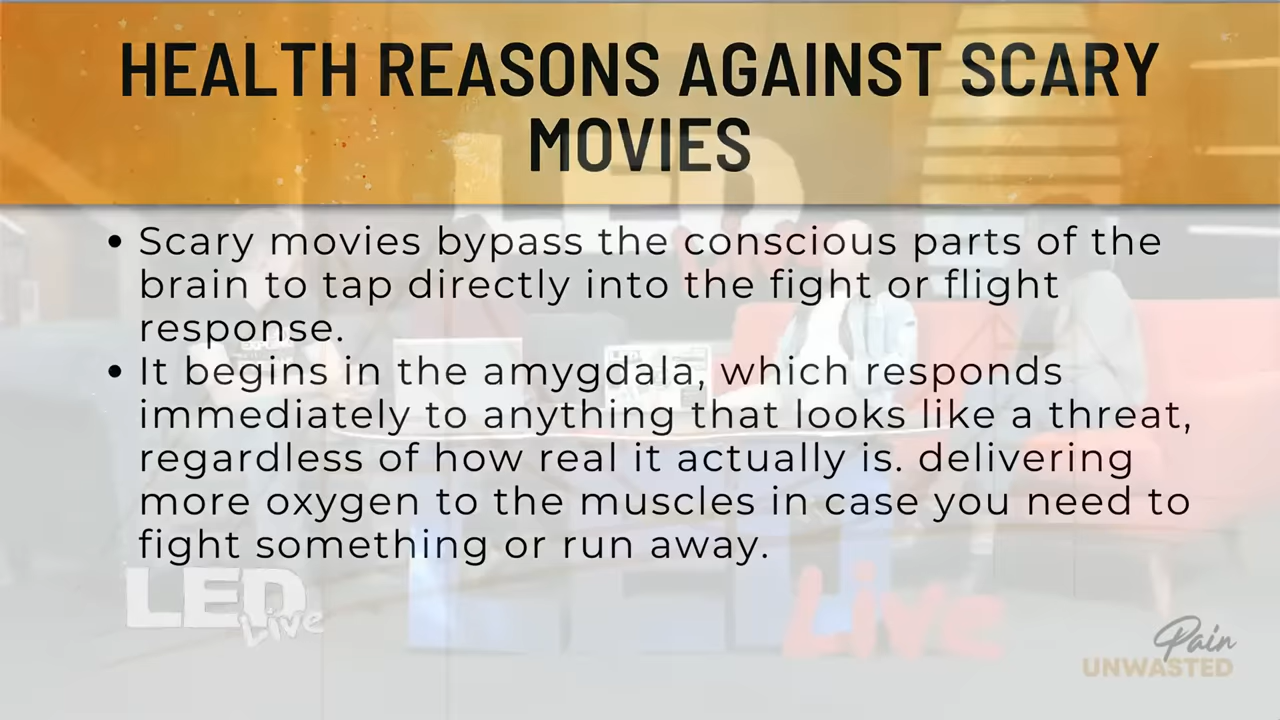 HEALTH REASONS AGAINST SCARY
MOVIES
• Scary movies bypass the conscious parts of the
brain to tap directly into the fight or flight
response.
• It begins in the amygdala, which responds
immediately to anything that looks like a threat,
regardless of how real it actually is. delivering
more oxygen to the muscles in case you need to
fight something or run away.
LED
Live
Live
Pain
UNWASTED